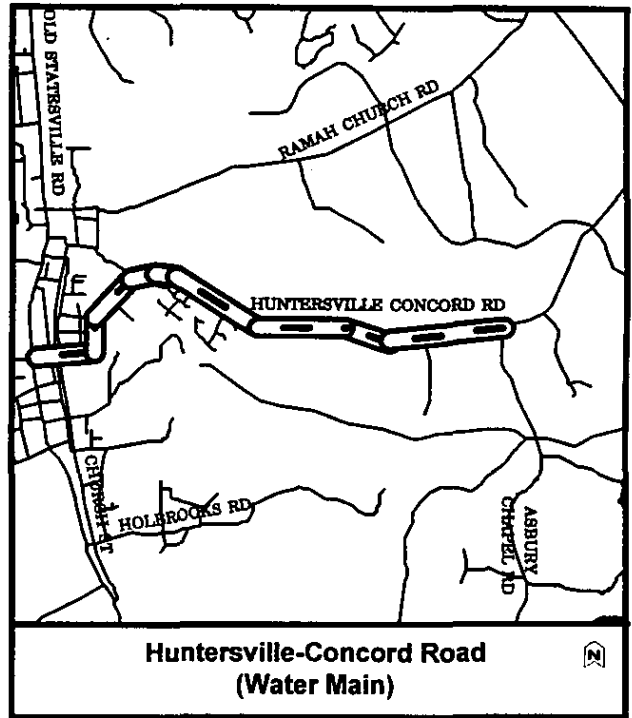 OLD STATESVILLE RD
RAMAH CHURCH RD
HUNTERSVILLE CONCORD RD
CHURCH ST
HOLBROOKS RD
ASBURY
CHAPEL RD
Huntersville-Concord Road
(Water Main)
N